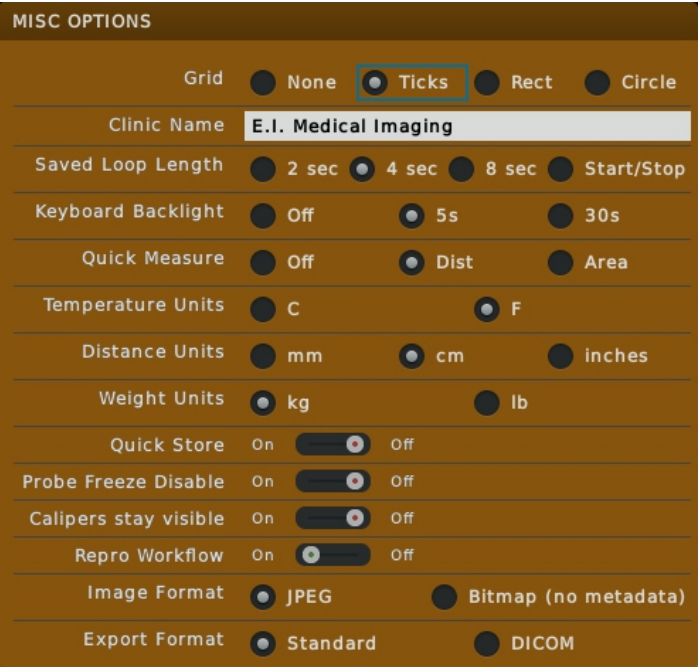 MISC OPTIONS
Grid None Ticks Rect Circle
Clinic Name E.I. Medical Imaging
Saved Loop Length 2 sec 4 sec 8 sec Start/Stop
Keyboard Backlight Off 5s 30s
Quick Measure Off Dist Area
Temperature Units C F
Distance Units mm cm inches
Weight Units kg lb
Quick Store On Off
Probe Freeze Disable On Off
Calipers stay visible On Off
Repro Workflow On Off
Image Format JPEG Bitmap (no metadata)
Export Format Standard DICOM